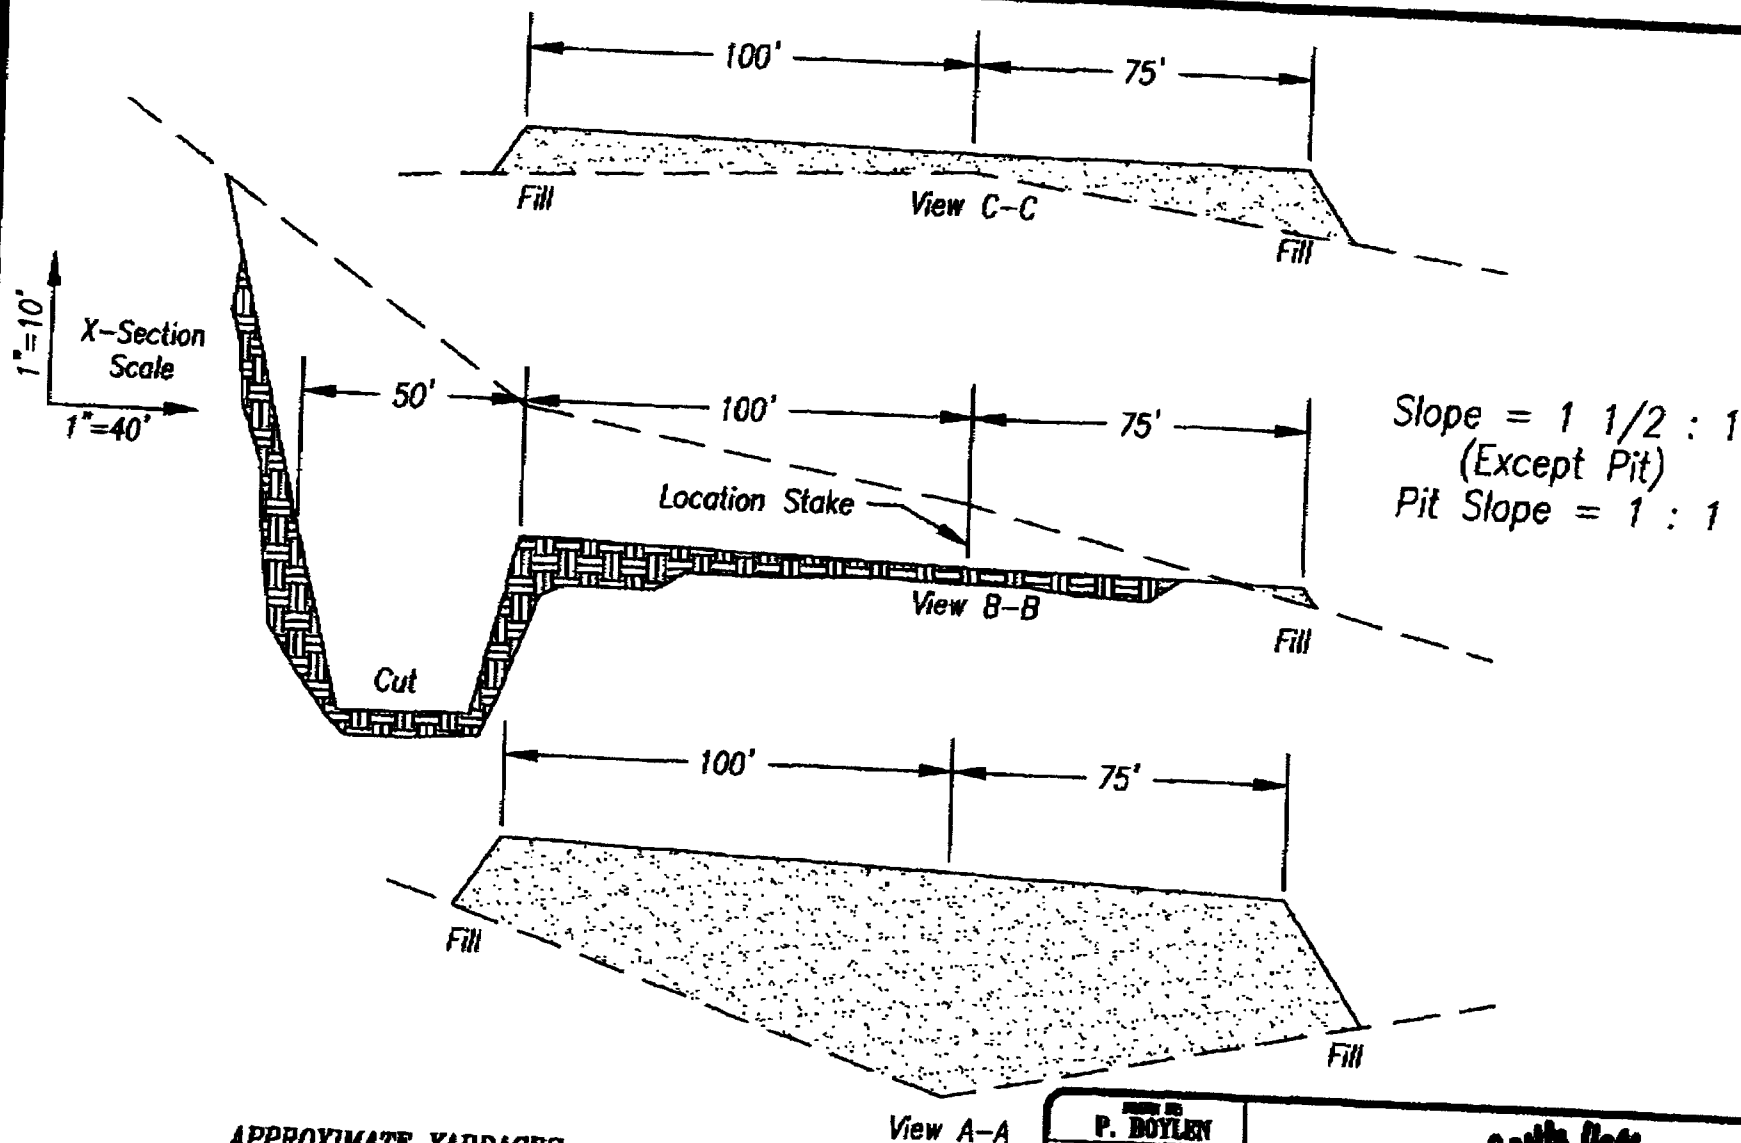 100'
75'
Fill
View C-C
Fill
1"=10'
X-Section
Scale
1"=40'
50'
100'
75'
Slope = 1 1/2 : 1
(Except Pit)
Pit Slope = 1 : 1
Location Stake
View B-B
Fill
Cut
100'
75'
Fill
Fill
View A-A
P. BOYLEN
APPROXIMATE YARDAGES